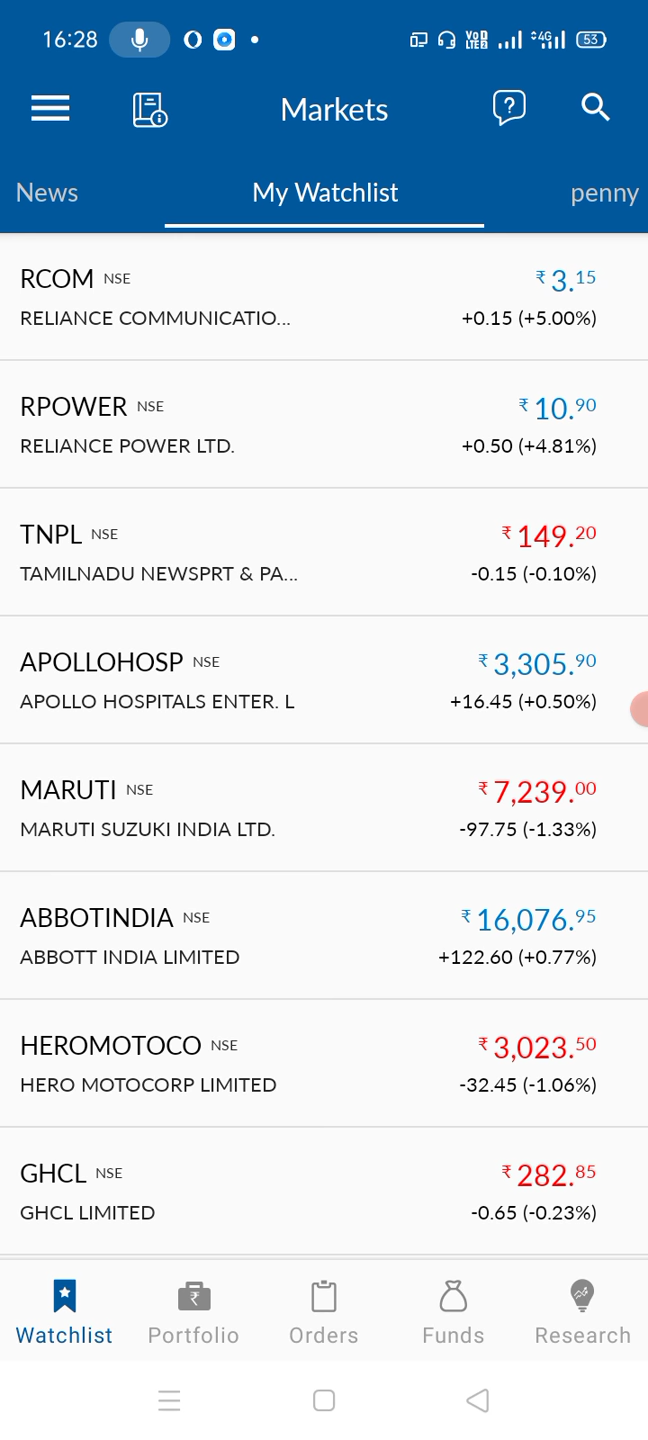 16:28 VoD LTE2 4G 53
Markets
News My Watchlist penny
RCOM NSE ₹ 3.15
RELIANCE COMMUNICATIO... +0.15 (+5.00%)
RPOWER NSE ₹ 10.90
RELIANCE POWER LTD. +0.50 (+4.81%)
TNPL NSE ₹ 149.20
TAMILNADU NEWSPRT & PA... -0.15 (-0.10%)
APOLLOHOSP NSE ₹ 3,305.90
APOLLO HOSPITALS ENTER. L +16.45 (+0.50%)
MARUTI NSE ₹ 7,239.00
MARUTI SUZUKI INDIA LTD. -97.75 (-1.33%)
ABBOTINDIA NSE ₹ 16,076.95
ABBOTT INDIA LIMITED +122.60 (+0.77%)
HEROMOTOCO NSE ₹ 3,023.50
HERO MOTOCORP LIMITED -32.45 (-1.06%)
GHCL NSE ₹ 282.85
GHCL LIMITED -0.65 (-0.23%)
Watchlist Portfolio Orders Funds Research